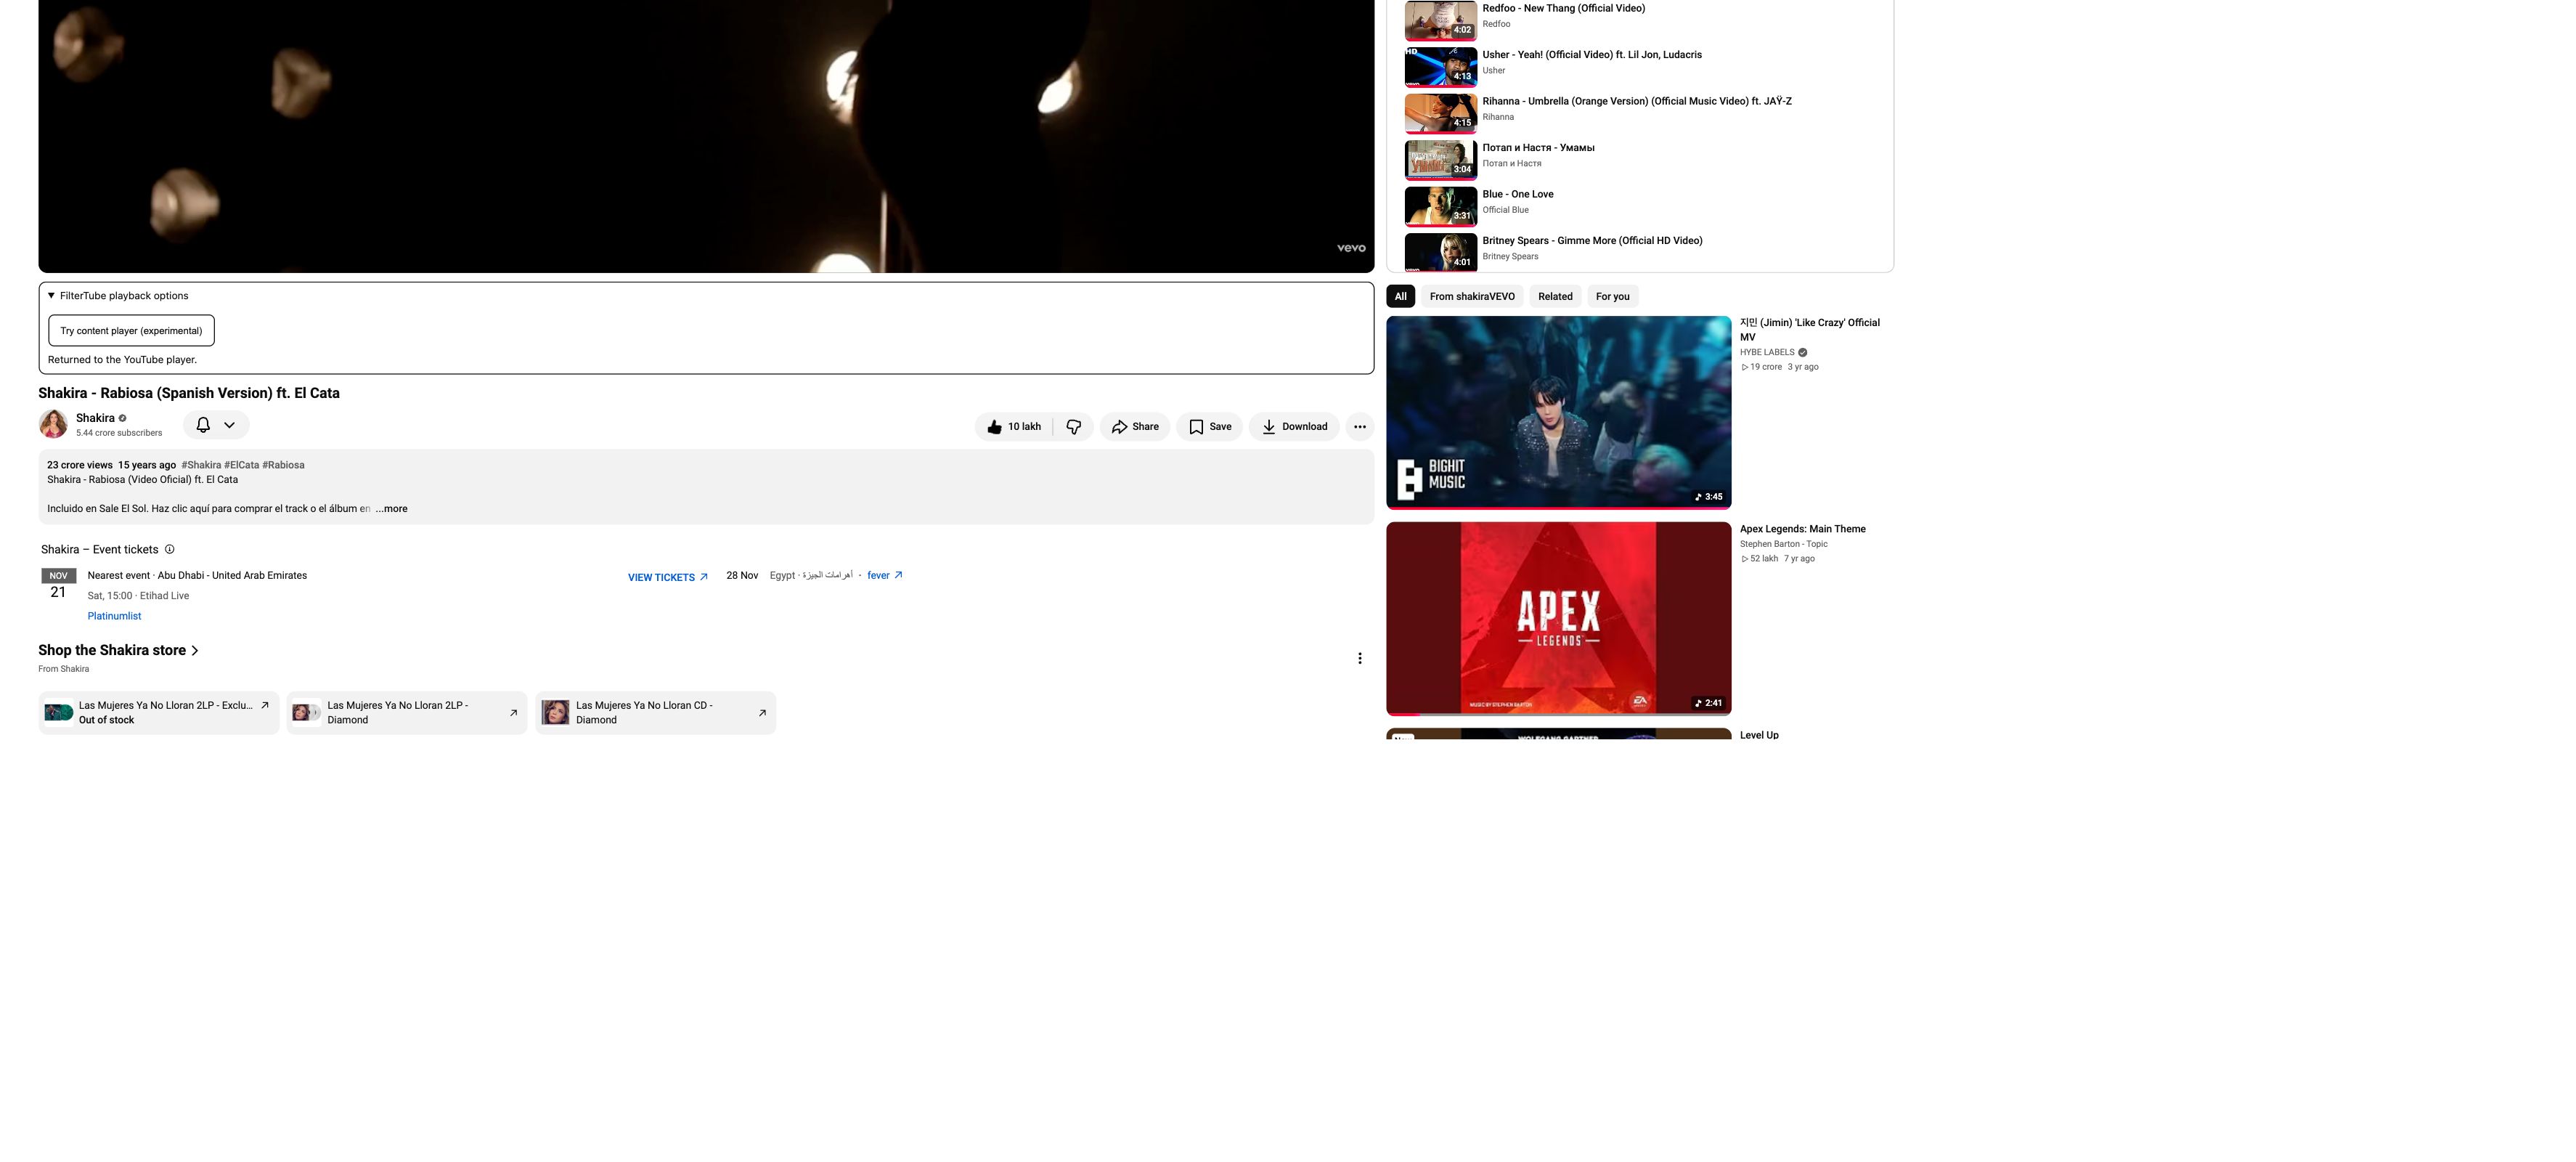 vevo
▼ FilterTube playback options
Try content player (experimental)
Returned to the YouTube player.
Shakira - Rabiosa (Spanish Version) ft. El Cata
Shakira
5.44 crore subscribers
10 lakh
Share
Save
Download
23 crore views 15 years ago #Shakira #ElCata #Rabiosa
Shakira - Rabiosa (Video Oficial) ft. El Cata
Incluido en Sale El Sol. Haz clic aquí para comprar el track o el álbum en ...more
Shakira – Event tickets
NOV
21
Nearest event · Abu Dhabi - United Arab Emirates
Sat, 15:00 · Etihad Live
Platinumlist
VIEW TICKETS
28 Nov Egypt · أهرامات الجيزة · fever
Shop the Shakira store
From Shakira
Las Mujeres Ya No Lloran 2LP - Exclu...
Out of stock
Las Mujeres Ya No Lloran 2LP -
Diamond
Las Mujeres Ya No Lloran CD -
Diamond
Redfoo - New Thang (Official Video)
Redfoo
4:02
Usher - Yeah! (Official Video) ft. Lil Jon, Ludacris
Usher
HD
4:13
Rihanna - Umbrella (Orange Version) (Official Music Video) ft. JAŸ-Z
Rihanna
4:15
Потап и Настя - Умамы
Потап и Настя
3:04
Blue - One Love
Official Blue
3:31
Britney Spears - Gimme More (Official HD Video)
Britney Spears
4:01
All
From shakiraVEVO
Related
For you
BIGHIT
MUSIC
3:45
지민 (Jimin) 'Like Crazy' Official
MV
HYBE LABELS
19 crore 3 yr ago
APEX
LEGENDS
MUSIC BY STEPHEN BARTON
EA
2:41
Apex Legends: Main Theme
Stephen Barton - Topic
52 lakh 7 yr ago
New
WOLFGANG GARTNER
Level Up